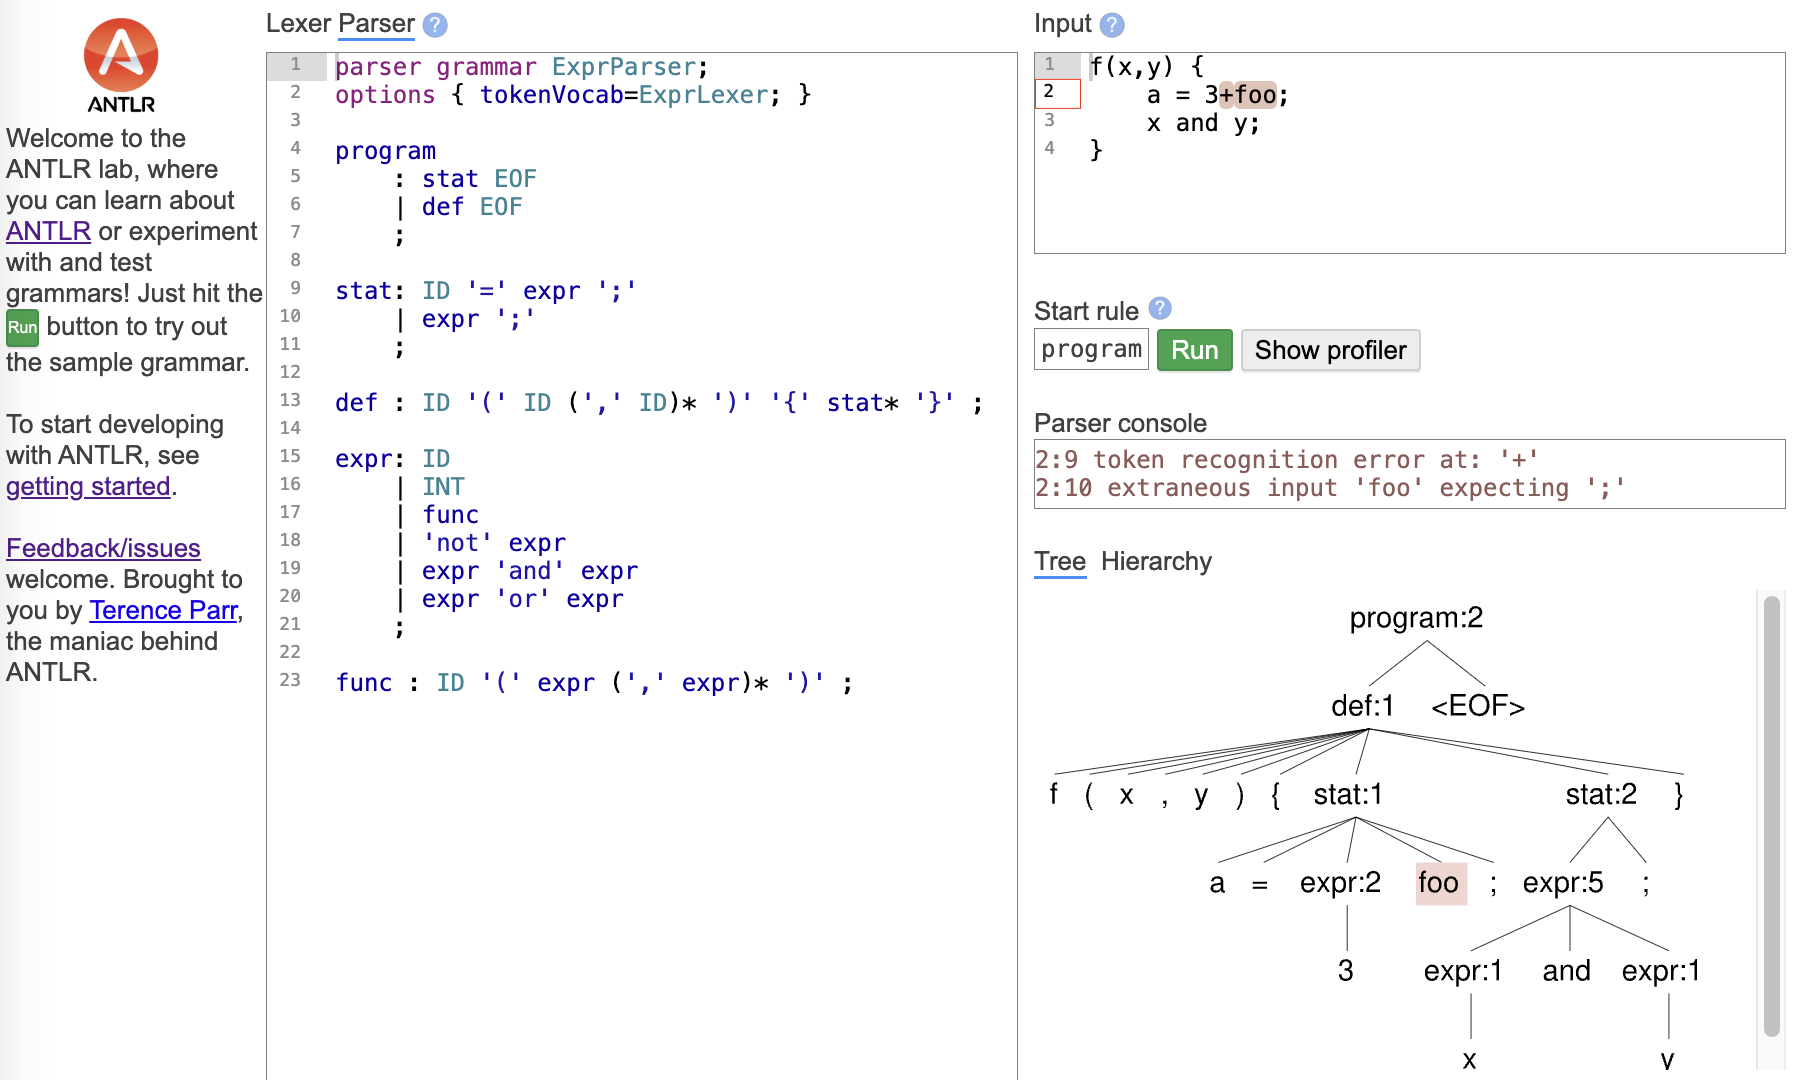 ANTLR
Welcome to the
ANTLR lab, where
you can learn about
ANTLR or experiment
with and test
grammars! Just hit the
Run button to try out
the sample grammar.
To start developing
with ANTLR, see
getting started.
Feedback/issues
welcome. Brought to
you by Terence Parr,
the maniac behind
ANTLR.
Lexer Parser ?
1 parser grammar ExprParser;
2 options { tokenVocab=ExprLexer; }
3
4 program
5     : stat EOF
6     | def EOF
7     ;
8
9 stat: ID '=' expr ';'
10     | expr ';'
11     ;
12
13 def : ID '(' ID (',' ID)* ')' '{' stat* '}' ;
14
15 expr: ID
16     | INT
17     | func
18     | 'not' expr
19     | expr 'and' expr
20     | expr 'or' expr
21     ;
22
23 func : ID '(' expr (',' expr)* ')' ;
Input ?
1 f(x,y) {
2     a = 3+foo;
3     x and y;
4 }
Start rule ?
program Run Show profiler
Parser console
2:9 token recognition error at: '+'
2:10 extraneous input 'foo' expecting ';'
Tree Hierarchy
program:2
def:1 <EOF>
f ( x , y ) { stat:1 stat:2 }
a = expr:2 foo ; expr:5 ;
3 expr:1 and expr:1
x y